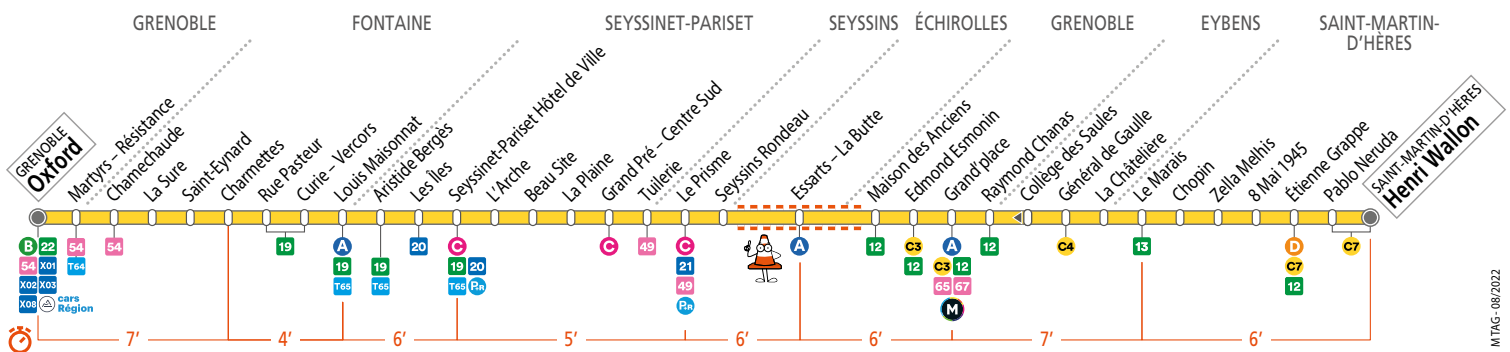 GRENOBLE
FONTAINE
SEYSSINET-PARISET
SEYSSINS
ÉCHIROLLES
GRENOBLE
EYBENS
SAINT-MARTIN-
D'HÈRES
GRENOBLE
Oxford
Martyrs – Résistance
Chamechaude
La Sure
Saint-Eynard
Charmettes
Rue Pasteur
Curie – Vercors
Louis Maisonnat
Aristide Bergès
Les Îles
Seyssinet-Pariset Hôtel de Ville
L'Arche
Beau Site
La Plaine
Grand Pré – Centre Sud
Tuilerie
Le Prisme
Seyssins Rondeau
Essarts – La Butte
Maison des Anciens
Edmond Esmonin
Grand'place
Raymond Chanas
Collège des Saules
Général de Gaulle
La Châtelière
Le Marais
Chopin
Zella Melhis
8 Mai 1945
Étienne Grappe
Pablo Neruda
SAINT-MARTIN-D'HÈRES
Henri Wallon
B 22
54 X01
X02 X03
X08 cars
Région
54
T64
54
19
A
19
T65
19
T65
20
C
19 20
T65 P+R
C
49
C
21
49
P+R
A
12
C3
12
A
C3 12
65 67
M
12
C4
13
D
C7
12
C7
7' 4' 6' 5' 6' 6' 7' 6'
M TAG - 08/2022